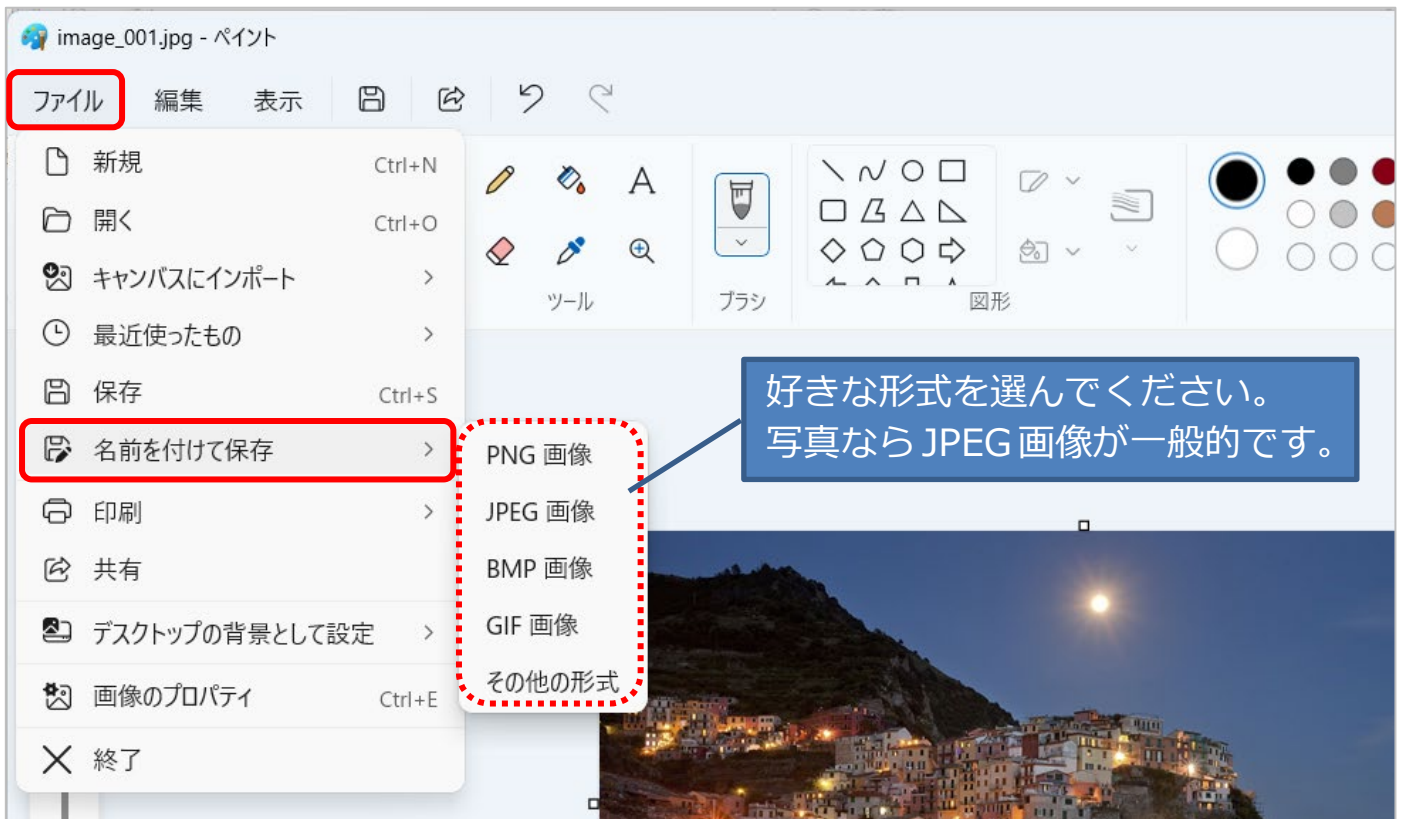 image_001.jpg - ペイント
ファイル 編集 表示
新規 Ctrl+N
開く Ctrl+O
キャンバスにインポート
最近使ったもの
保存 Ctrl+S
名前を付けて保存
印刷
共有
デスクトップの背景として設定
画像のプロパティ Ctrl+E
終了
PNG 画像
JPEG 画像
BMP 画像
GIF 画像
その他の形式
A
ツール
ブラシ
図形
好きな形式を選んでください。
写真なら JPEG 画像が一般的です。